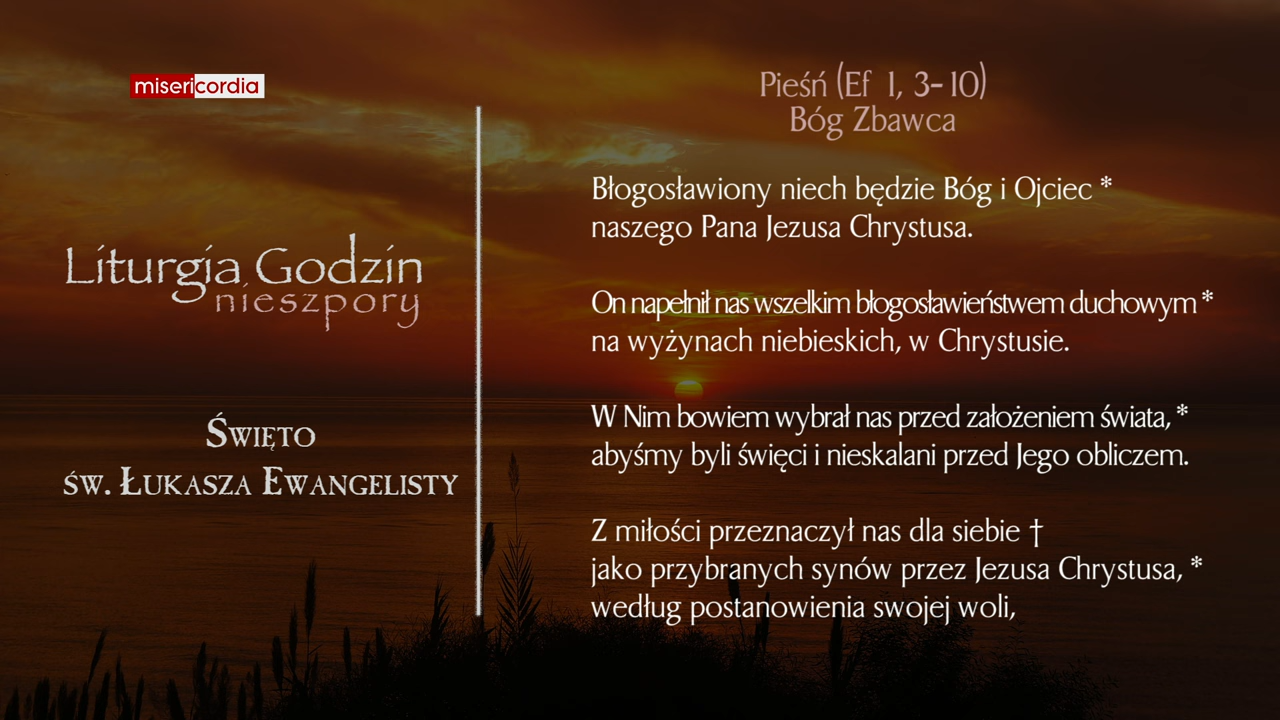 misericordia
Liturgia Godzin
nieszpory
Święto
św. Łukasza Ewangelisty
Pieśń (Ef 1, 3-10)
Bóg Zbawca
Błogosławiony niech będzie Bóg i Ojciec *
naszego Pana Jezusa Chrystusa.
On napełnił nas wszelkim błogosławieństwem duchowym *
na wyżynach niebieskich, w Chrystusie.
W Nim bowiem wybrał nas przed założeniem świata, *
abyśmy byli święci i nieskalani przed Jego obliczem.
Z miłości przeznaczył nas dla siebie †
jako przybranych synów przez Jezusa Chrystusa, *
według postanowienia swojej woli,